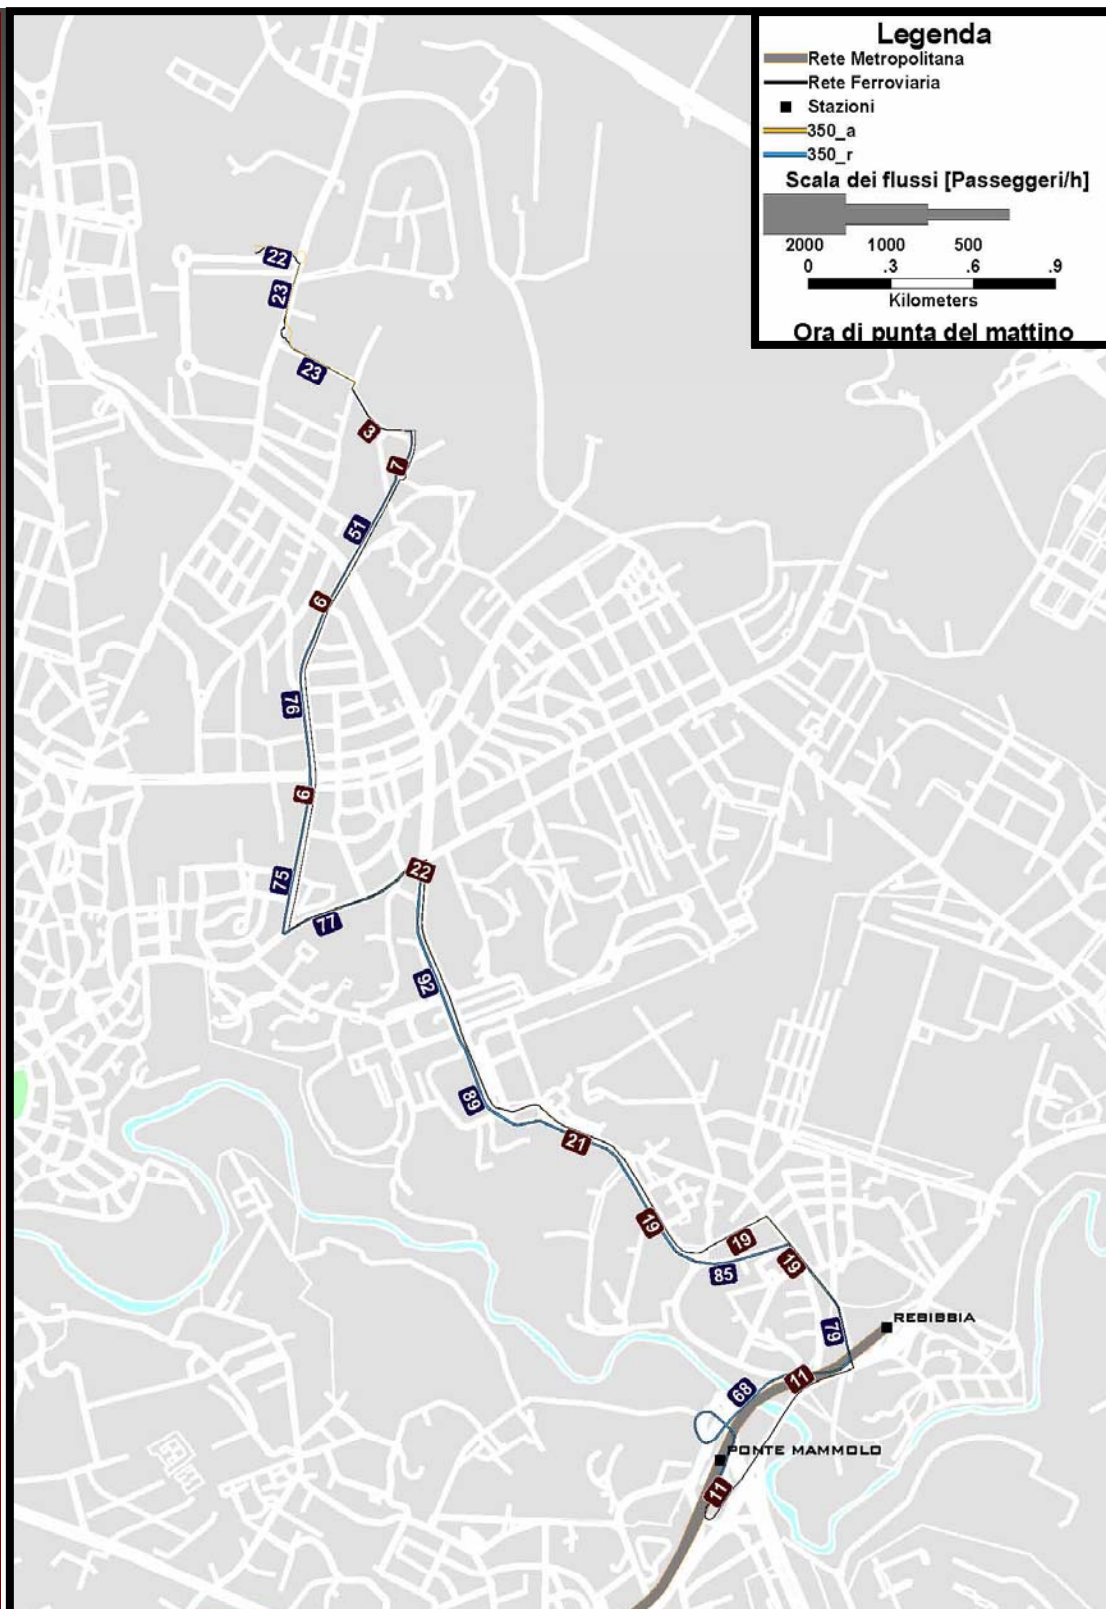 Legenda
Rete Metropolitana
Rete Ferroviaria
Stazioni
350_a
350_r
Scala dei flussi [Passeggeri/h]
2000 1000 500
0 .3 .6 .9
Kilometers
Ora di punta del mattino
22
23
23
3
7
51
6
76
6
75
22
77
92
89
21
19
19
19
85
79
REBIBBIA
11
68
PONTE MAMMOLO
11